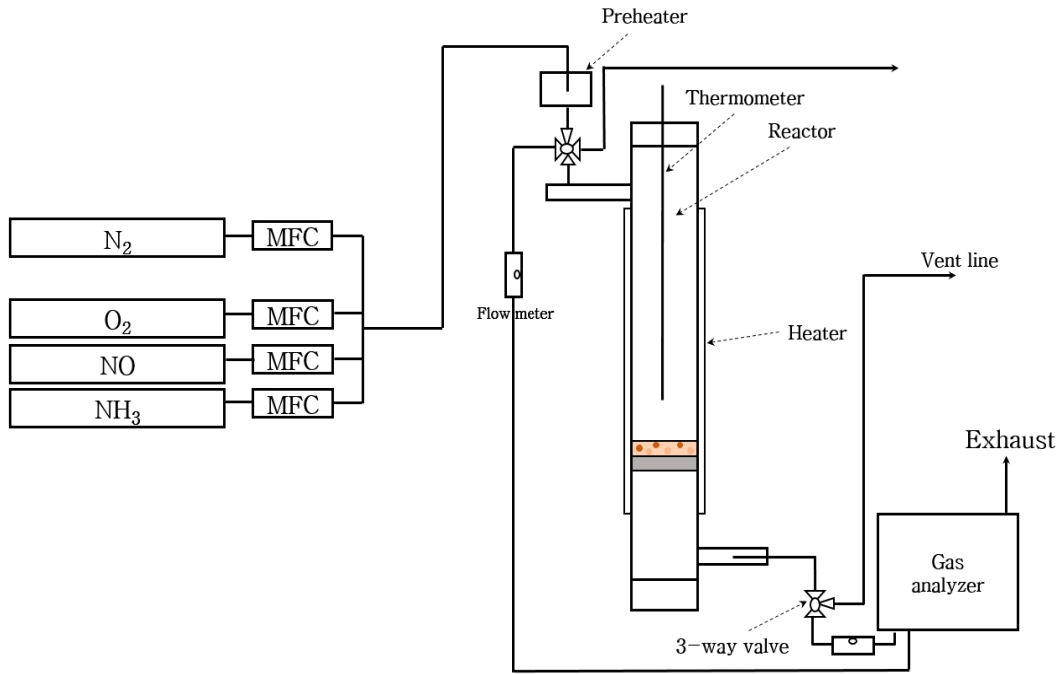 Preheater
Thermometer
Reactor
N₂ MFC
Vent line
O₂ MFC
Flow meter
Heater
NO MFC
NH₃ MFC
Exhaust
Gas
analyzer
3-way valve